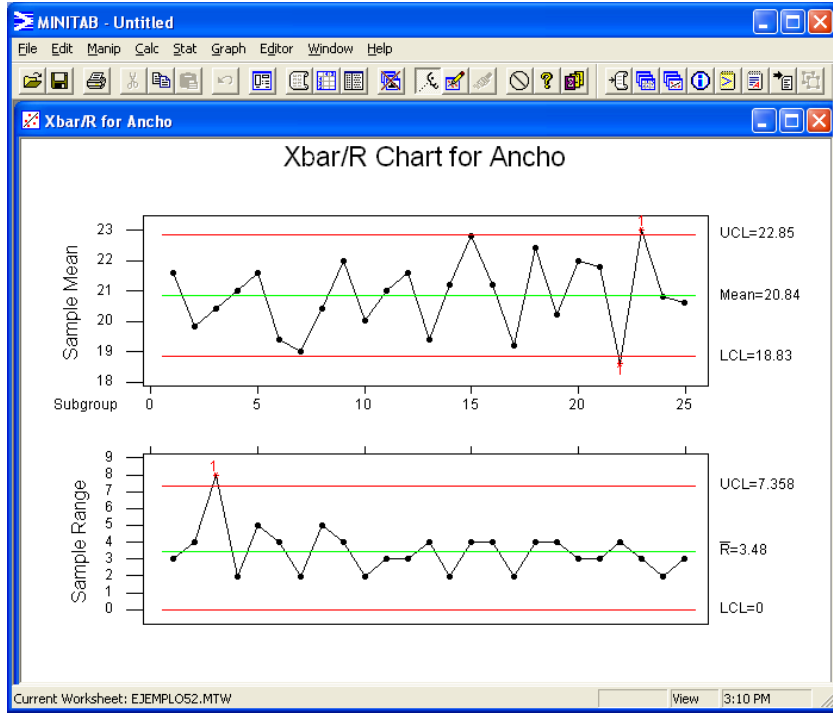 MINITAB - Untitled
File Edit Manip Calc Stat Graph Editor Window Help
Xbar/R for Ancho
Xbar/R Chart for Ancho
Sample Mean
23
22
21
20
19
18
1
1
UCL=22.85
Mean=20.84
LCL=18.83
Subgroup 0 5 10 15 20 25
Sample Range
9
8
7
6
5
4
3
2
1
0
1
UCL=7.358
R̅=3.48
LCL=0
Current Worksheet: EJEMPLO52.MTW View 3:10 PM